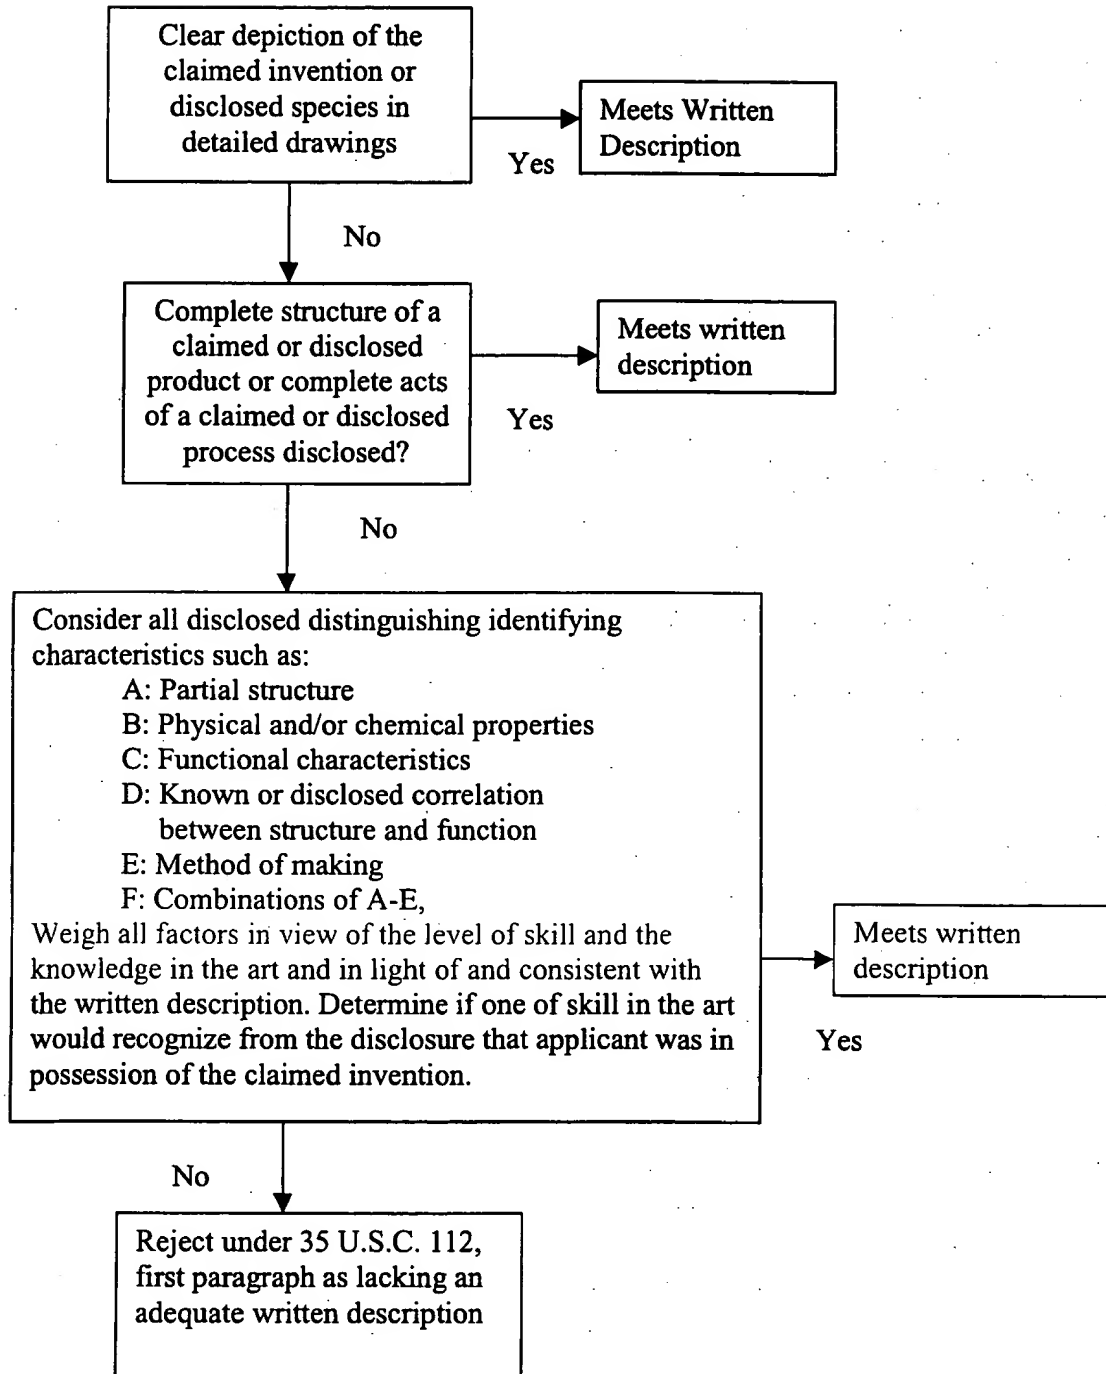 Clear depiction of the
claimed invention or
disclosed species in
detailed drawings
Yes
Meets Written
Description
No
Complete structure of a
claimed or disclosed
product or complete acts
of a claimed or disclosed
process disclosed?
Yes
Meets written
description
No
Consider all disclosed distinguishing identifying
characteristics such as:
A: Partial structure
B: Physical and/or chemical properties
C: Functional characteristics
D: Known or disclosed correlation
between structure and function
E: Method of making
F: Combinations of A-E,
Weigh all factors in view of the level of skill and the
knowledge in the art and in light of and consistent with
the written description. Determine if one of skill in the art
would recognize from the disclosure that applicant was in
possession of the claimed invention.
Yes
Meets written
description
No
Reject under 35 U.S.C. 112,
first paragraph as lacking an
adequate written description